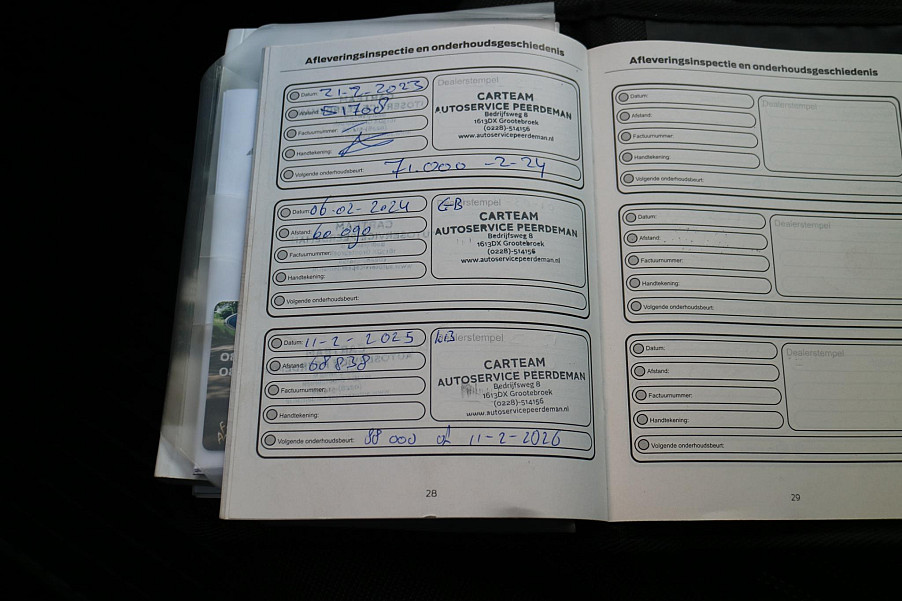 Afleveringsinspectie en onderhoudsgeschiedenis
Datum: 21-2-2023
Afstand: 51708
Factuurnummer:
Handtekening:
Volgende onderhoudsbeurt: 71.000 -2-24
Dealerstempel
CARTEAM
AUTOSERVICE PEERDEMAN
Bedrijfsweg 8
1613DX Grootebroek
(0228)-514156
www.autoservicepeerdeman.nl
Datum: 06-02-2024
Afstand: 60.090
Factuurnummer:
Handtekening:
Volgende onderhoudsbeurt:
GB
CARTEAM
AUTOSERVICE PEERDEMAN
Bedrijfsweg 8
1613DX Grootebroek
(0228)-514156
www.autoservicepeerdeman.nl
Datum: 11-2-2025
Afstand: 68838
Factuurnummer:
Handtekening:
Volgende onderhoudsbeurt: 88 000 of 11-2-2026
CARTEAM
AUTOSERVICE PEERDEMAN
Bedrijfsweg 8
1613DX Grootebroek
(0228)-514156
www.autoservicepeerdeman.nl
28
Afleveringsinspectie en onderhoudsgeschiedenis
Datum:
Afstand:
Factuurnummer:
Handtekening:
Volgende onderhoudsbeurt:
Dealerstempel
Datum:
Afstand:
Factuurnummer:
Handtekening:
Volgende onderhoudsbeurt:
Dealerstempel
Datum:
Afstand:
Factuurnummer:
Handtekening:
Volgende onderhoudsbeurt:
Dealerstempel
29